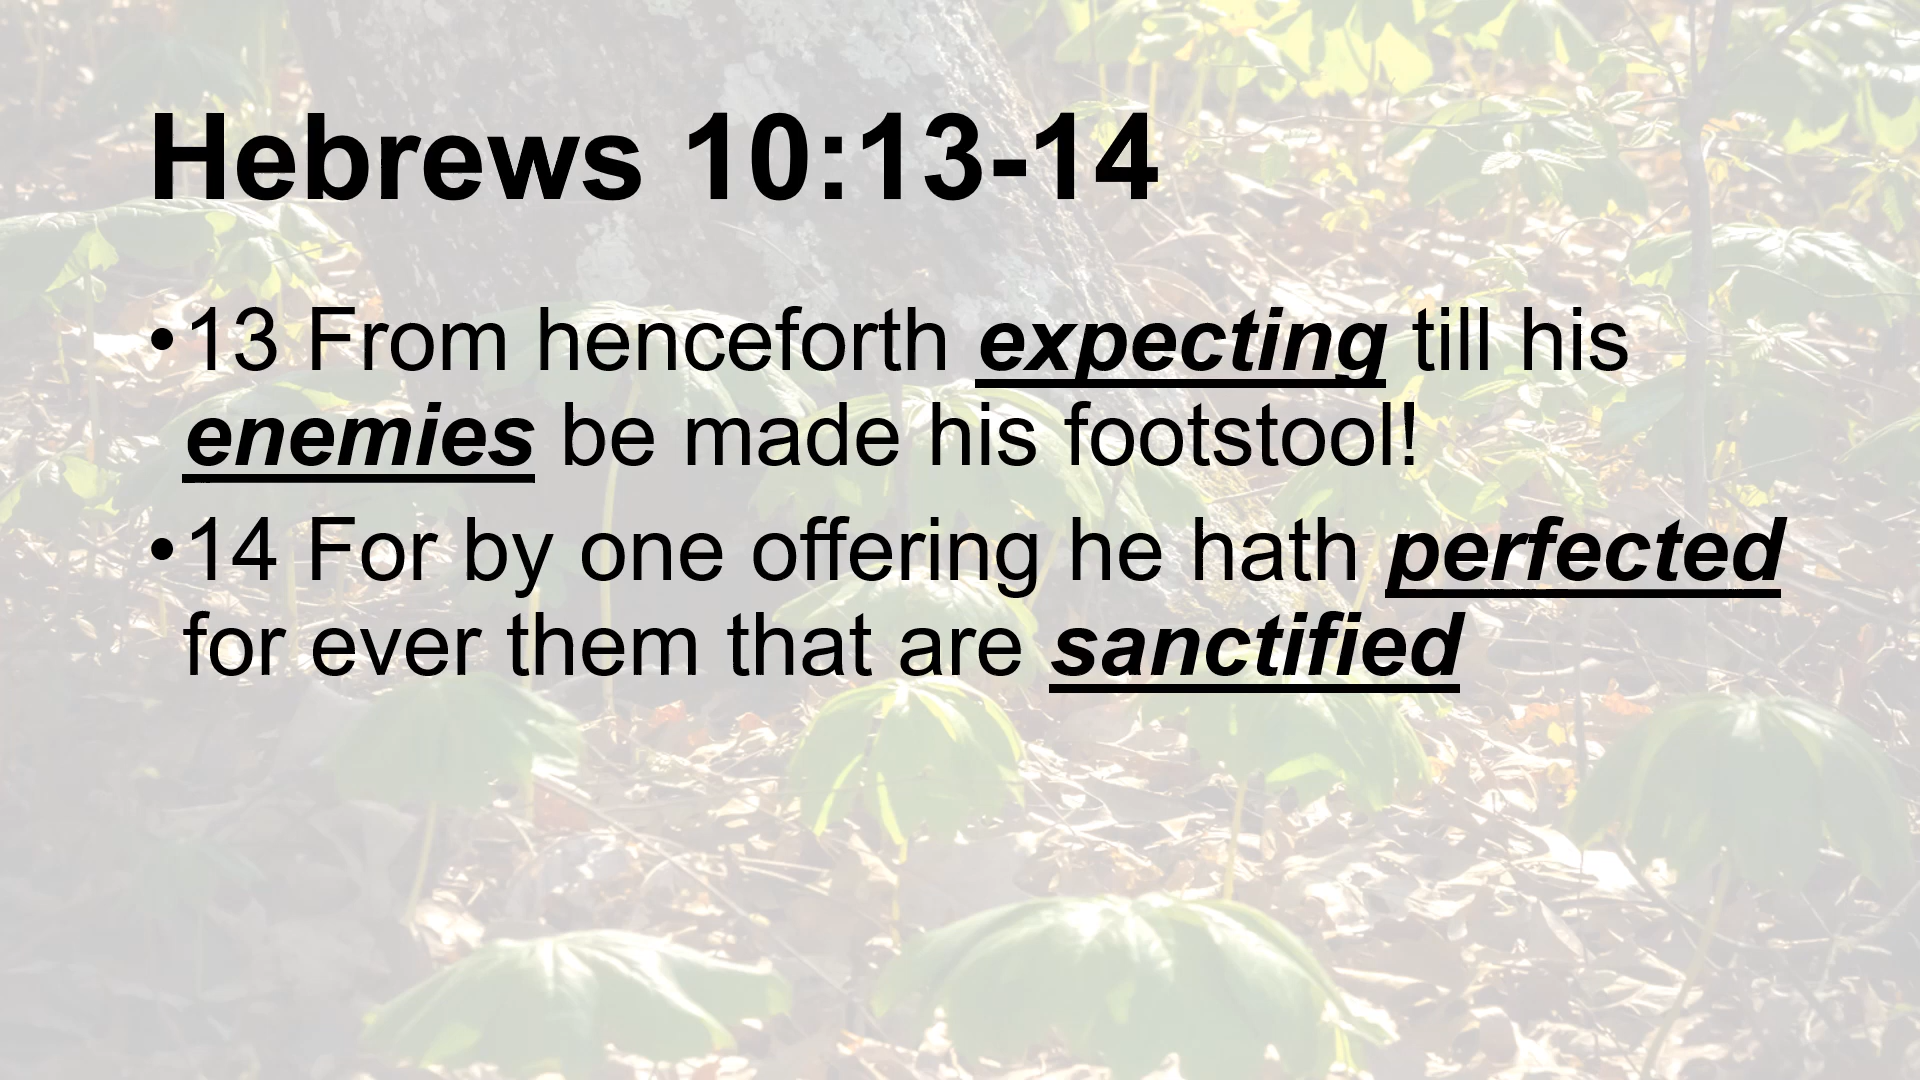 Hebrews 10:13-14
•13 From henceforth expecting till his
enemies be made his footstool!
•14 For by one offering he hath perfected
for ever them that are sanctified